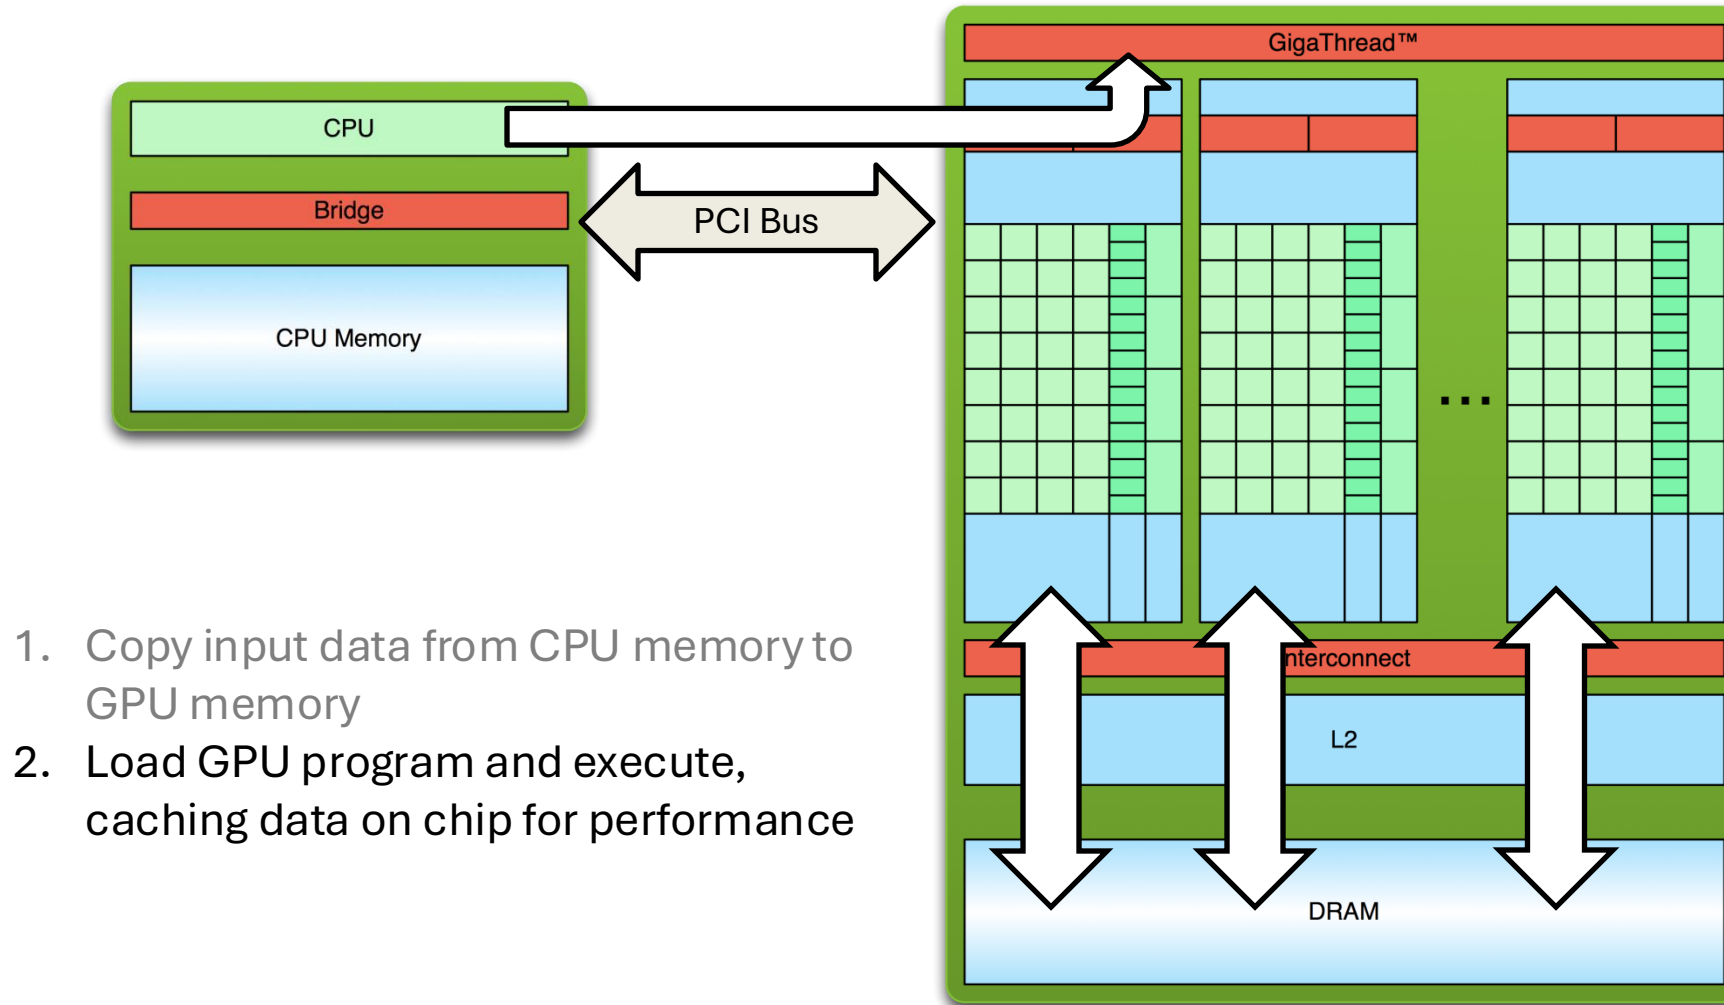 GigaThread™
CPU
Bridge
PCI Bus
CPU Memory
...
1. Copy input data from CPU memory to
GPU memory
2. Load GPU program and execute,
caching data on chip for performance
nterconnect
L2
DRAM